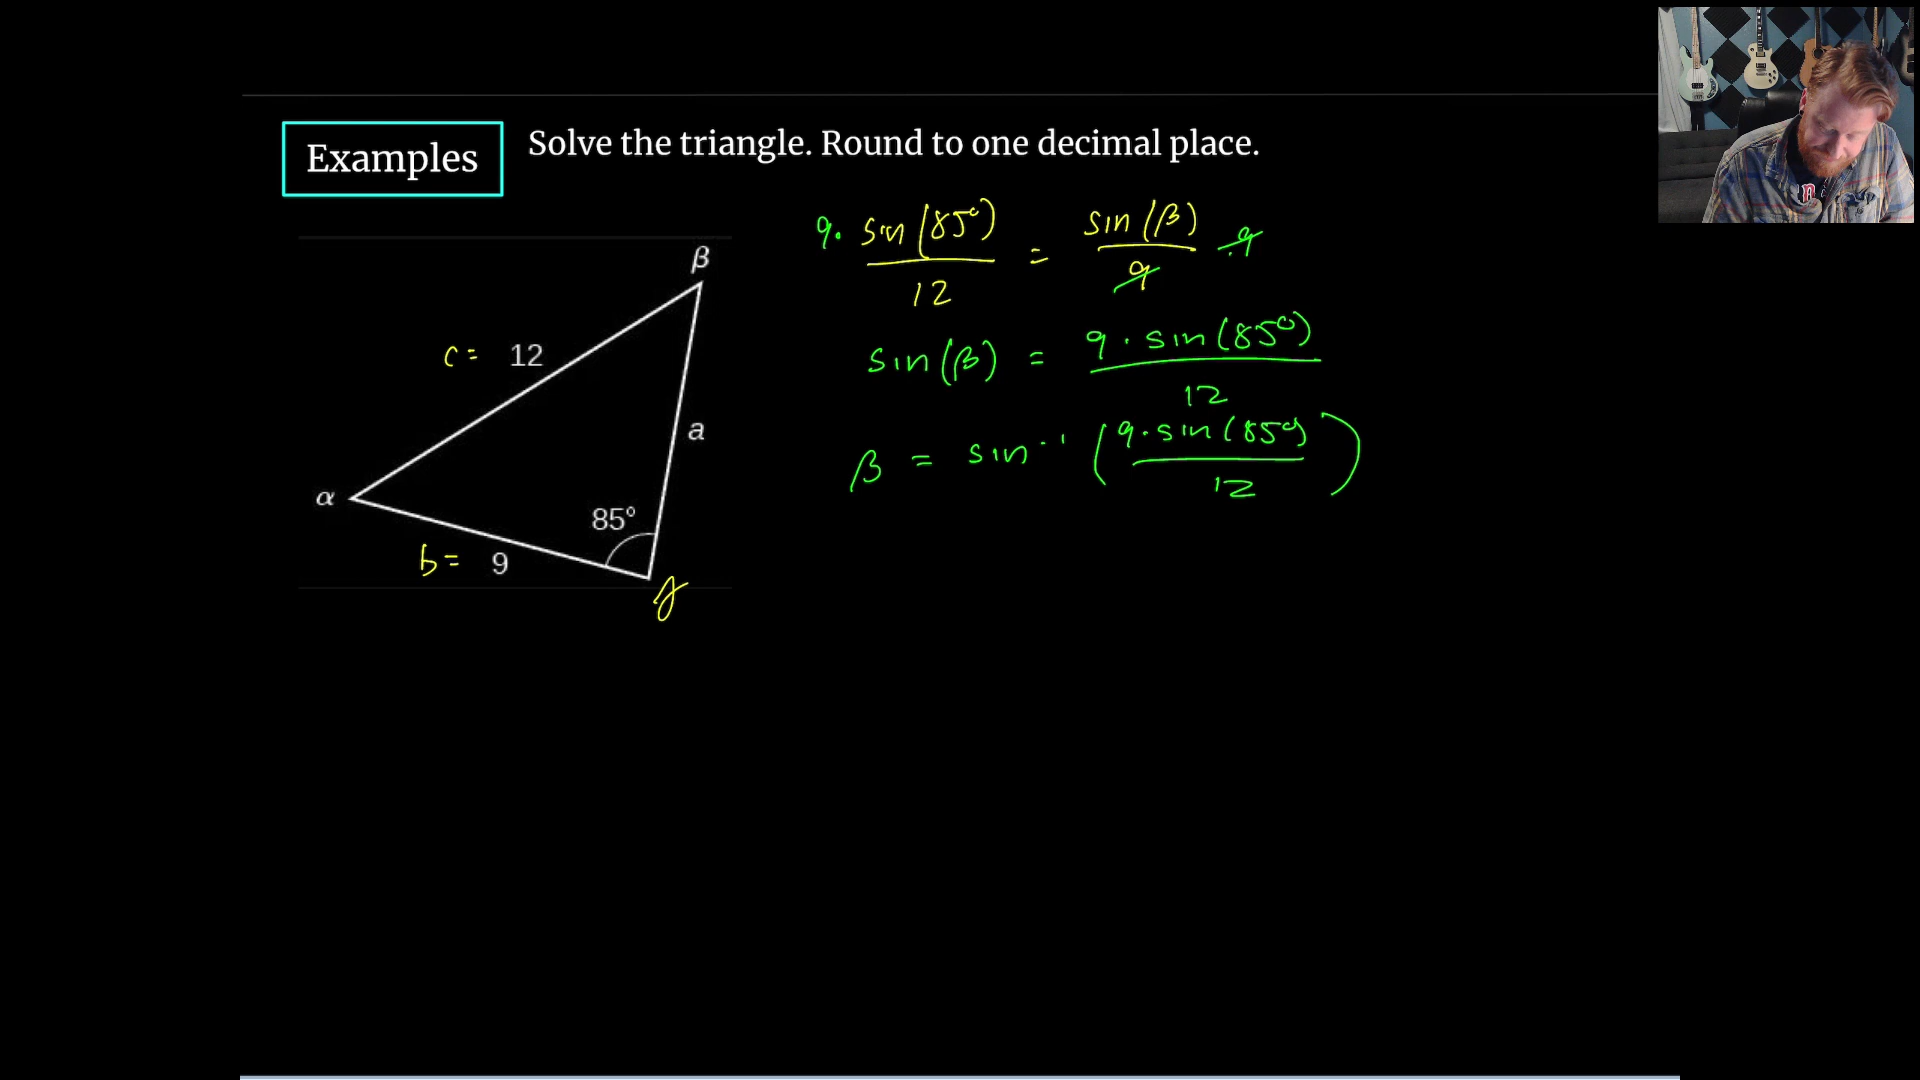 Examples
Solve the triangle. Round to one decimal place.
9. sin(85°)/12 = sin(β)/9 · 9
sin(β) = 9 · sin(85°)/12
β = sin⁻¹ (9 · sin(85°)/12)
β
c = 12
a
α
85°
b = 9
γ